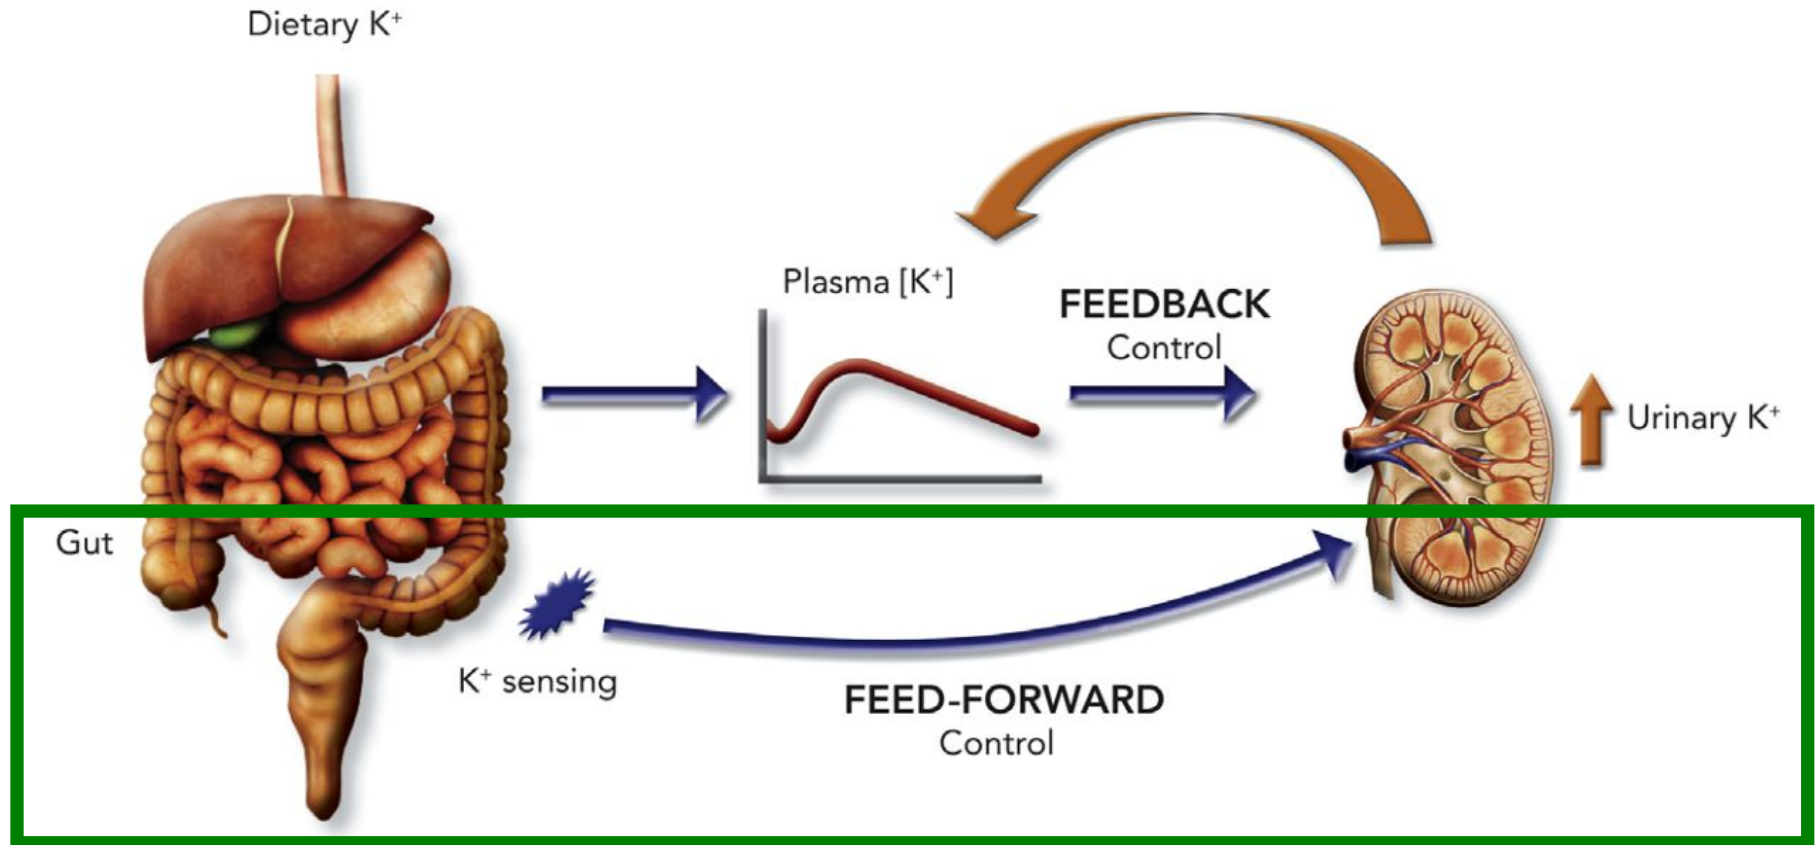 Dietary K⁺
Plasma [K⁺]
FEEDBACK
Control
Urinary K⁺
Gut
K⁺ sensing
FEED-FORWARD
Control